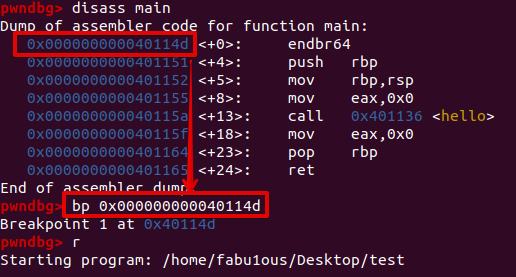 pwndbg> disass main
Dump of assembler code for function main:
0x000000000040114d <+0>: endbr64
0x0000000000401151 <+4>: push rbp
0x0000000000401152 <+5>: mov rbp,rsp
0x0000000000401155 <+8>: mov eax,0x0
0x000000000040115a <+13>: call 0x401136 <hello>
0x000000000040115f <+18>: mov eax,0x0
0x0000000000401164 <+23>: pop rbp
0x0000000000401165 <+24>: ret
End of assembler dump.
pwndbg> bp 0x000000000040114d
Breakpoint 1 at 0x40114d
pwndbg> r
Starting program: /home/fabu1ous/Desktop/test